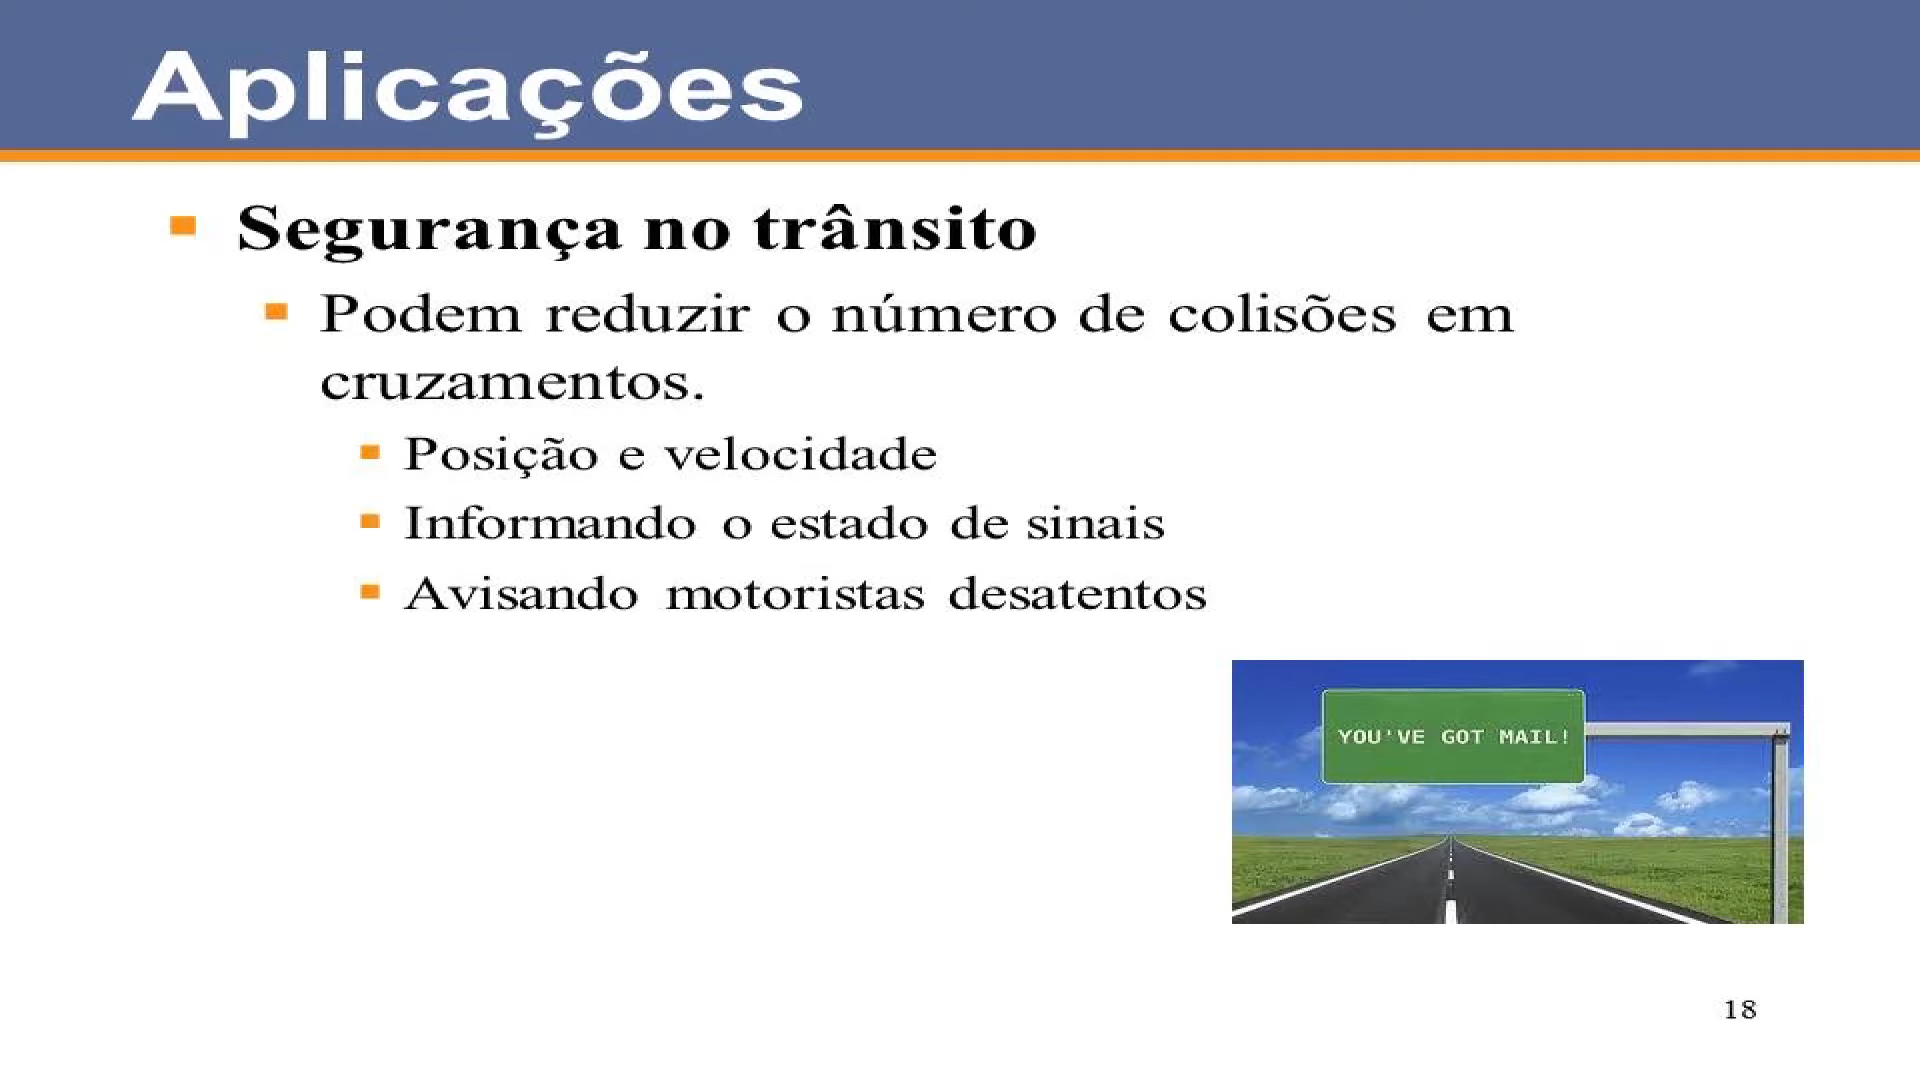 Aplicações
Segurança no trânsito
Podem reduzir o número de colisões em
cruzamentos.
Posição e velocidade
Informando o estado de sinais
Avisando motoristas desatentos
YOU'VE GOT MAIL!
18